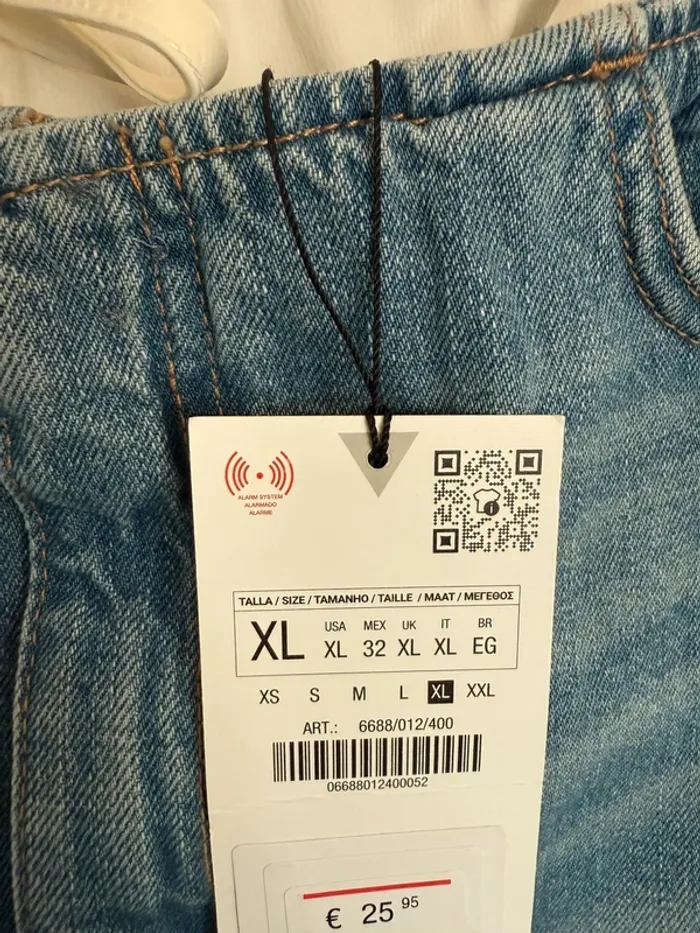 ALARM SYSTEM
ALARMADO
ALARME
TALLA / SIZE / TAMANHO / TAILLE / MAAT / ΜΕΓΕΘΟΣ
USA MEX UK IT BR
XL XL 32 XL XL EG
XS S M L XL XXL
ART.: 6688/012/400
06688012400052
€ 25 95